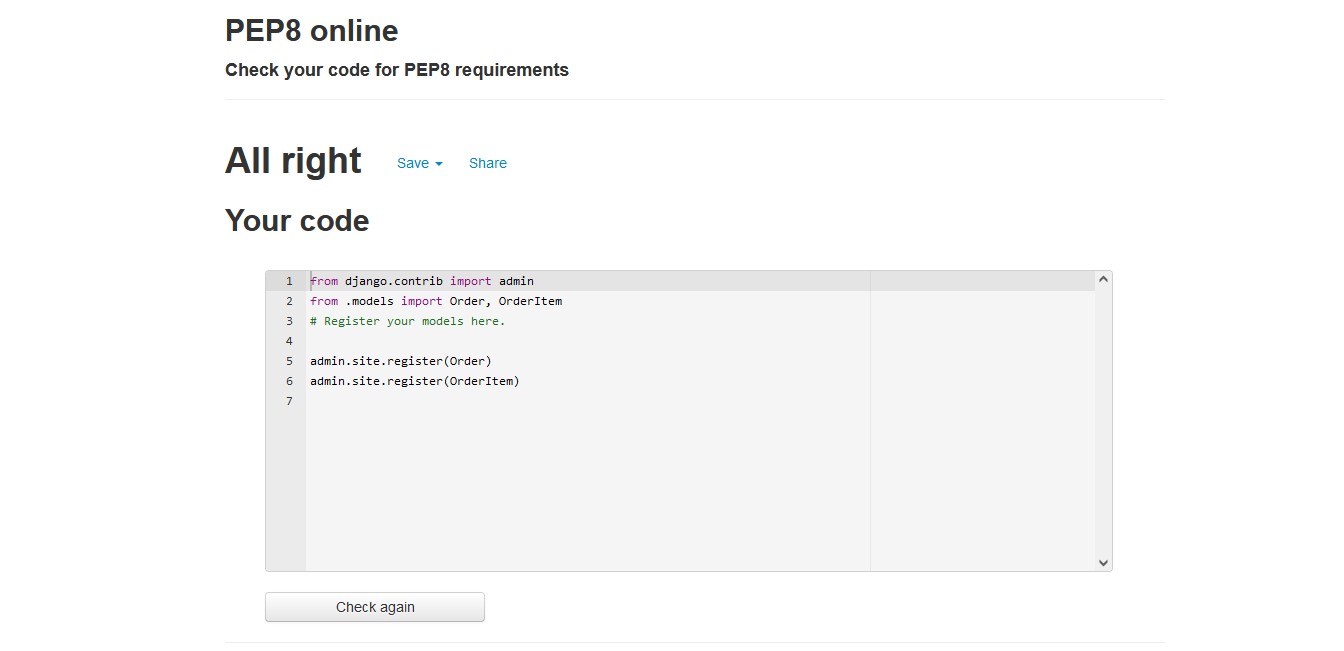 PEP8 online
Check your code for PEP8 requirements
All right Save Share
Your code
1 from django.contrib import admin
2 from .models import Order, OrderItem
3 # Register your models here.
4
5 admin.site.register(Order)
6 admin.site.register(OrderItem)
7
Check again